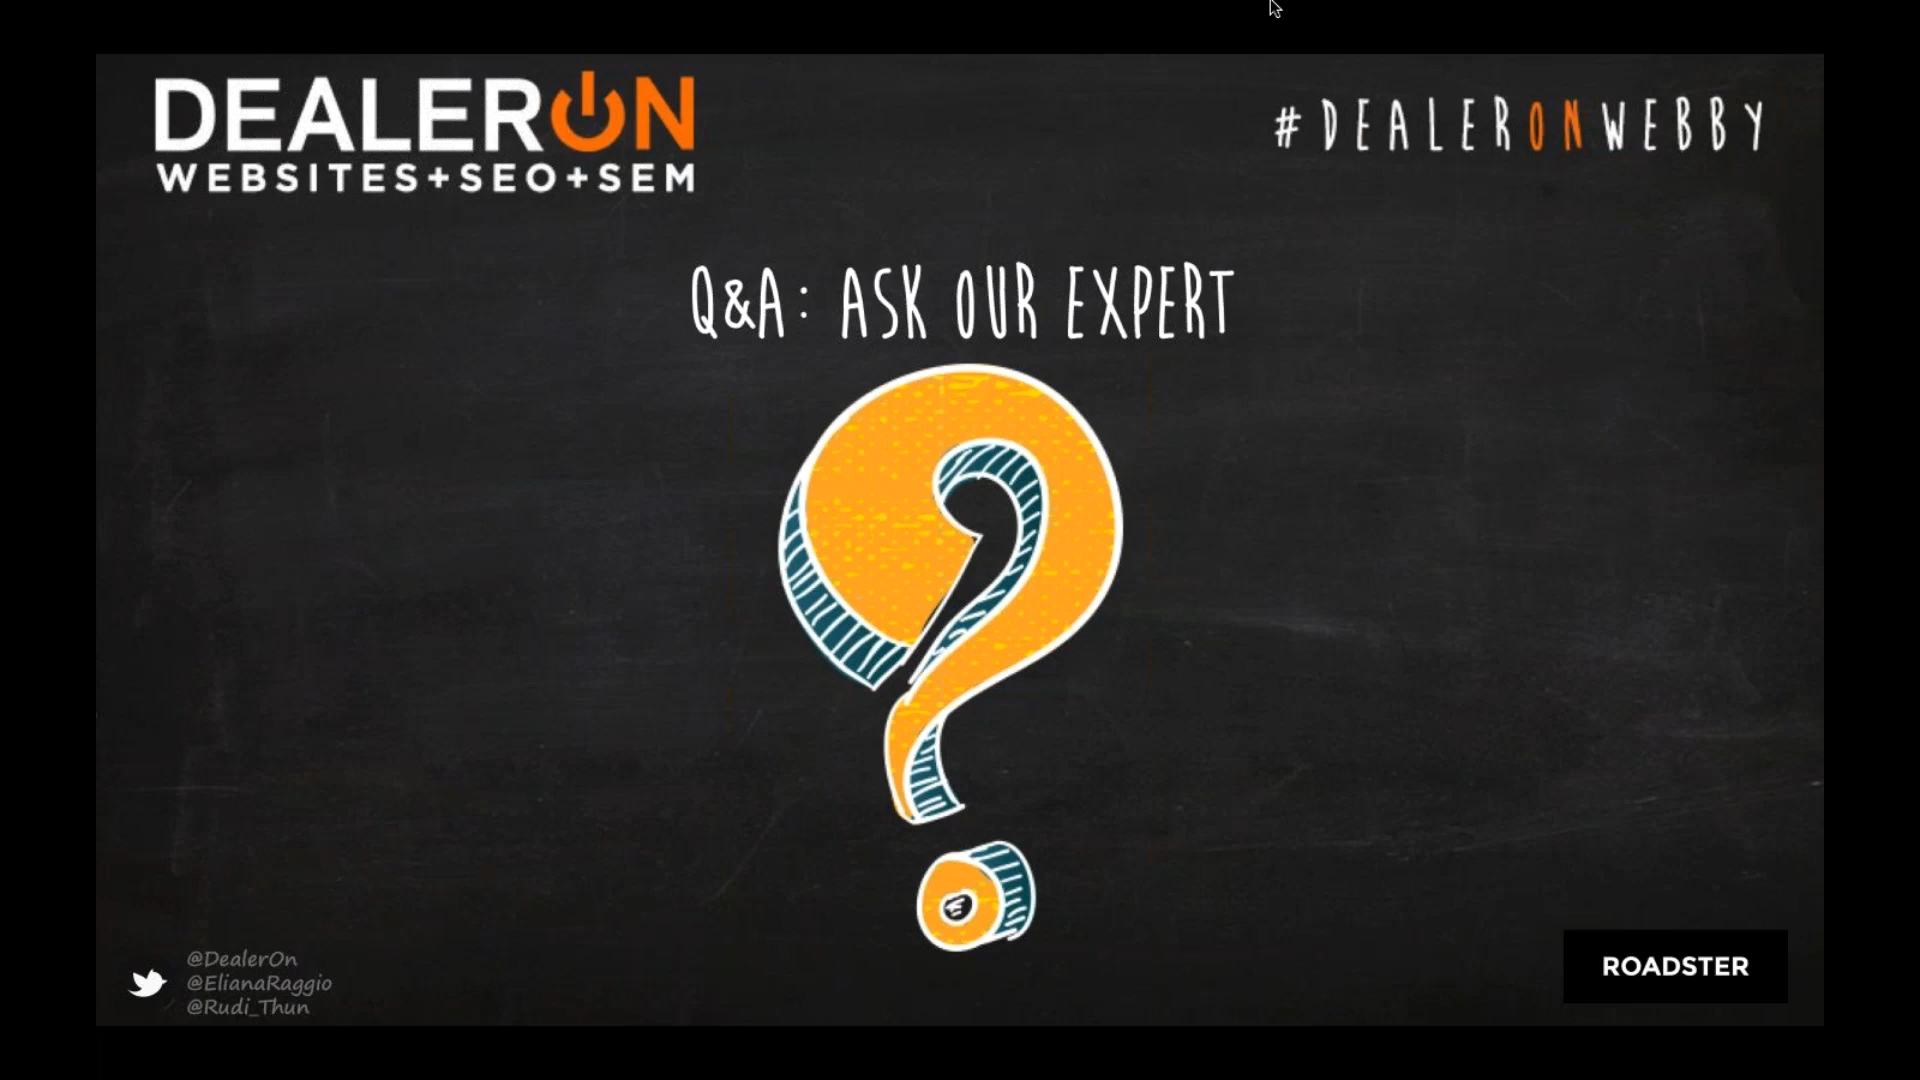 DEALERON
WEBSITES+SEO+SEM
#DEALERONWEBBY
Q&A: ASK OUR EXPERT
@DealerOn
@ElianaRaggio
@Rudi_Thun
ROADSTER